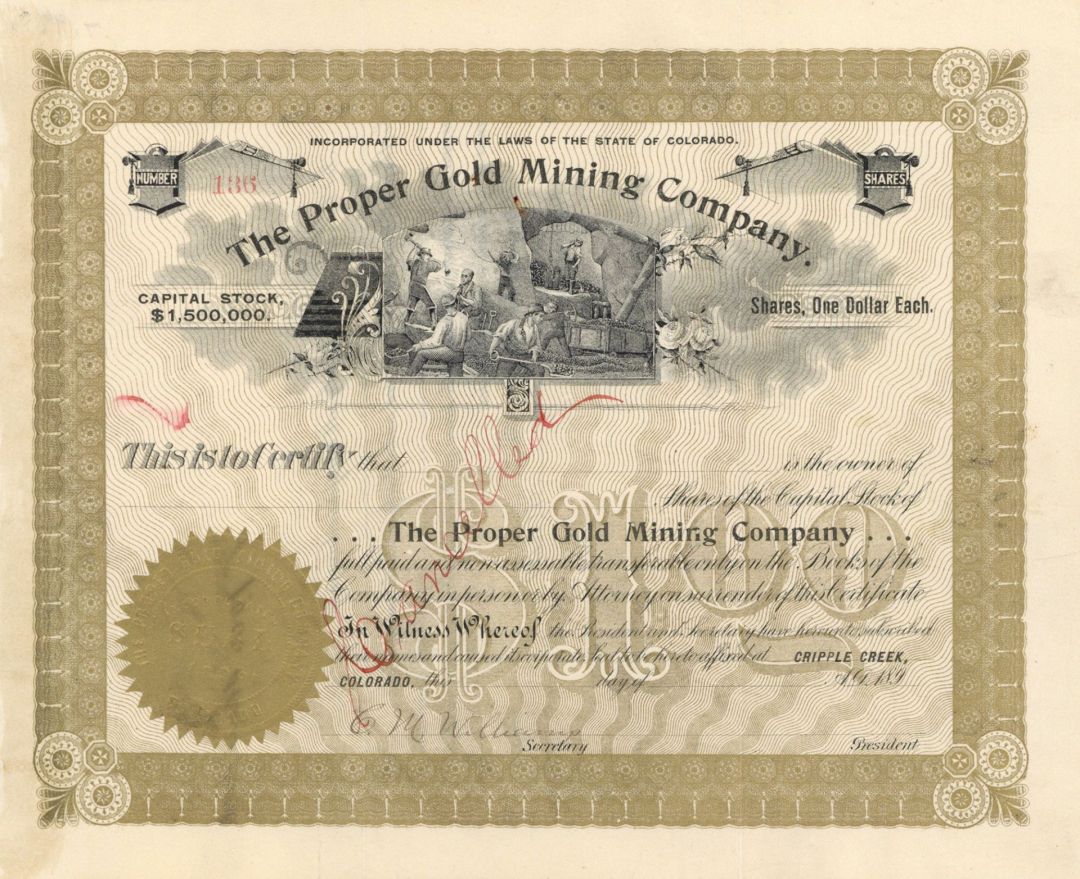 INCORPORATED UNDER THE LAWS OF THE STATE OF COLORADO.
NUMBER
136
SHARES
The Proper Gold Mining Company.
CAPITAL STOCK,
$1,500,000.
Shares, One Dollar Each.
This is to Certify that is the owner of
Shares of the Capital Stock of
... The Proper Gold Mining Company ...
full paid and non assessable transferable only on the Books of the
Company in person or by Attorney on surrender of this Certificate
In Witness Whereof the President and Secretary have hereunto subscribed
their names and caused its corporate Seal to be hereto affixed at CRIPPLE CREEK,
COLORADO, this day of A.D. 189
C. M. Williams
Secretary President
Cancelled
$1.00